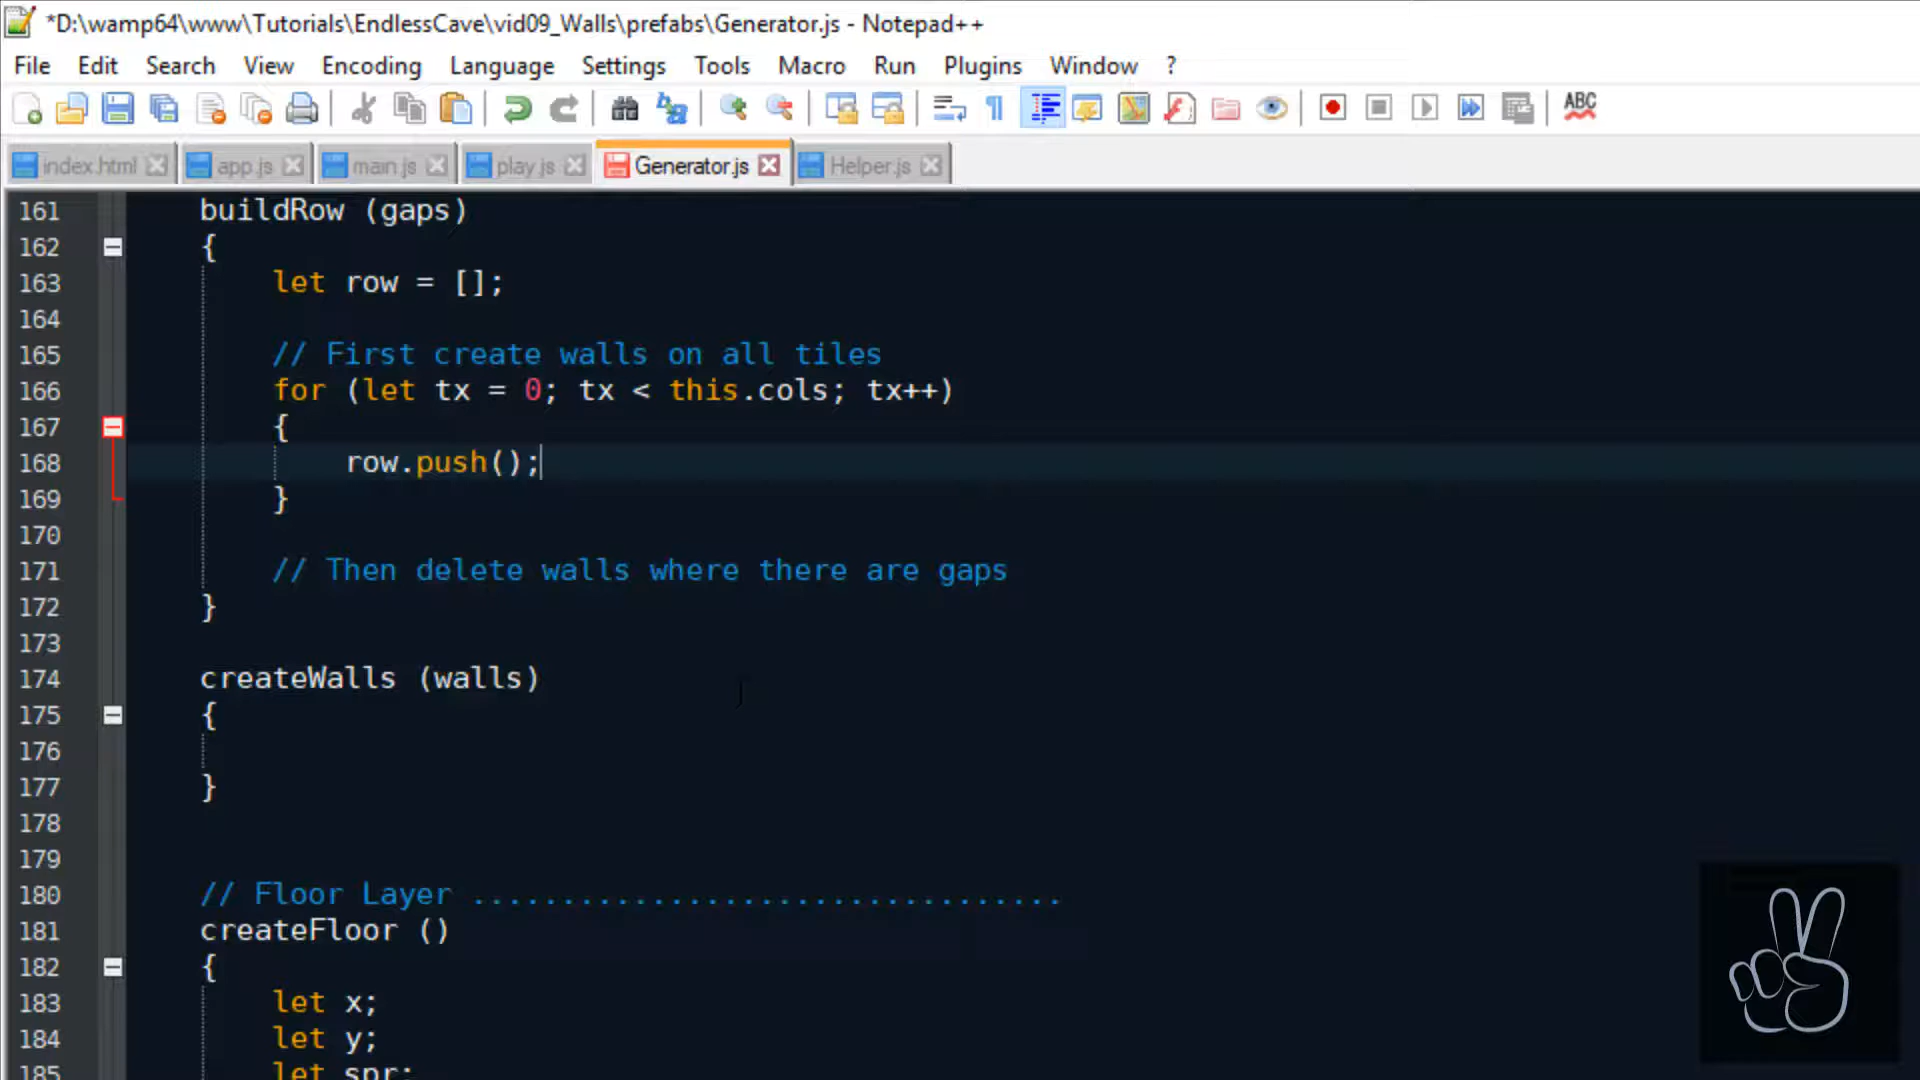 *D:\wamp64\www\Tutorials\EndlessCave\vid09_Walls\prefabs\Generator.js - Notepad++
File Edit Search View Encoding Language Settings Tools Macro Run Plugins Window ?
ABC
index.html app.js main.js play.js Generator.js Helper.js
161 buildRow (gaps)
162 {
163 let row = [];
164
165 // First create walls on all tiles
166 for (let tx = 0; tx < this.cols; tx++)
167 {
168 row.push();
169 }
170
171 // Then delete walls where there are gaps
172 }
173
174 createWalls (walls)
175 {
176
177 }
178
179
180 // Floor Layer .................................
181 createFloor ()
182 {
183 let x;
184 let y;
185 let spr;